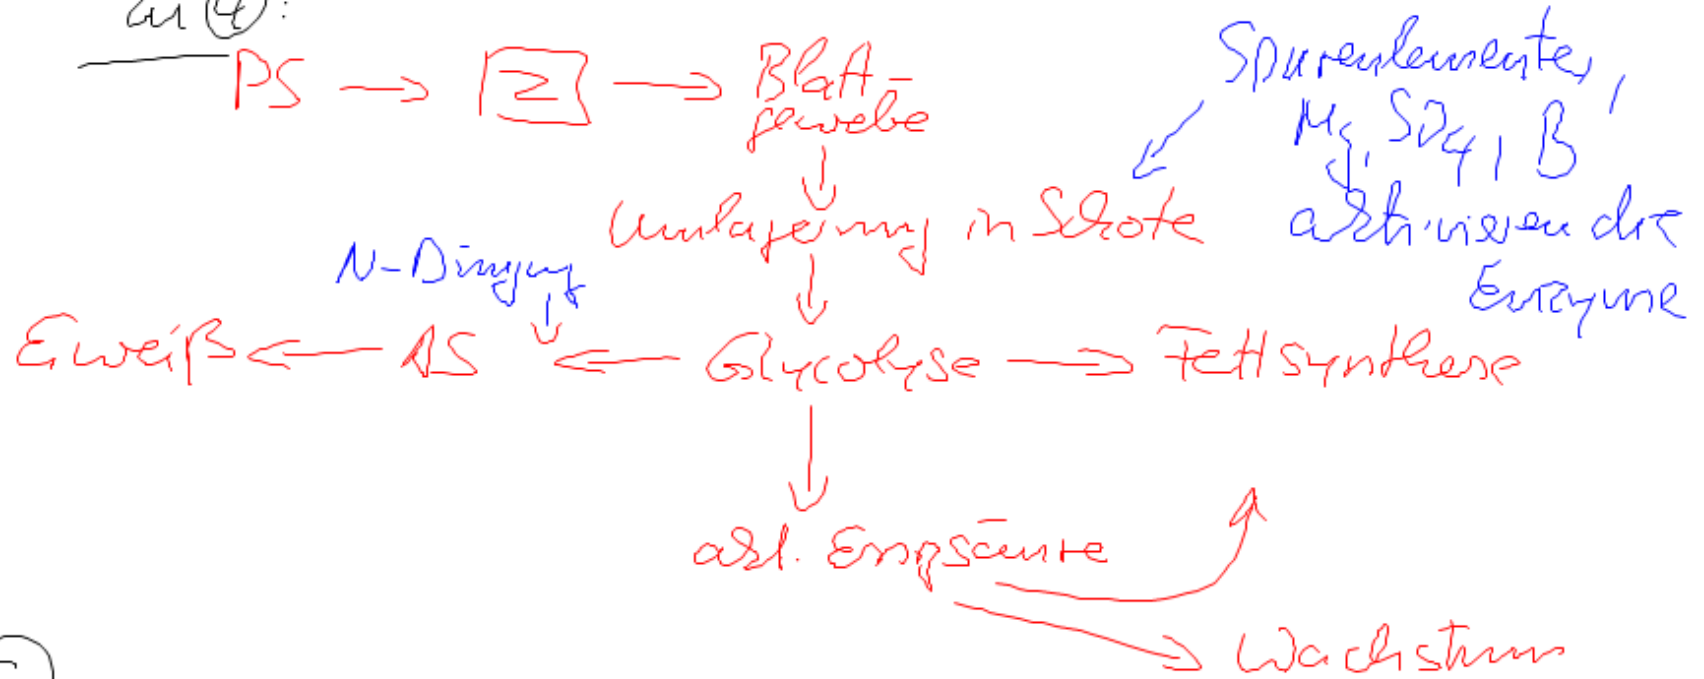 zu ④:
PS → Z → Blatt-
gewebe
Spurenelemente,
Mg, SO4, B
aktivieren die
Enzyme
Umlagerung in Schote
N-Düngung
Eiweiß ← AS ← Glycolyse → Fettsynthese
akt. Essigsäure
Wachstum